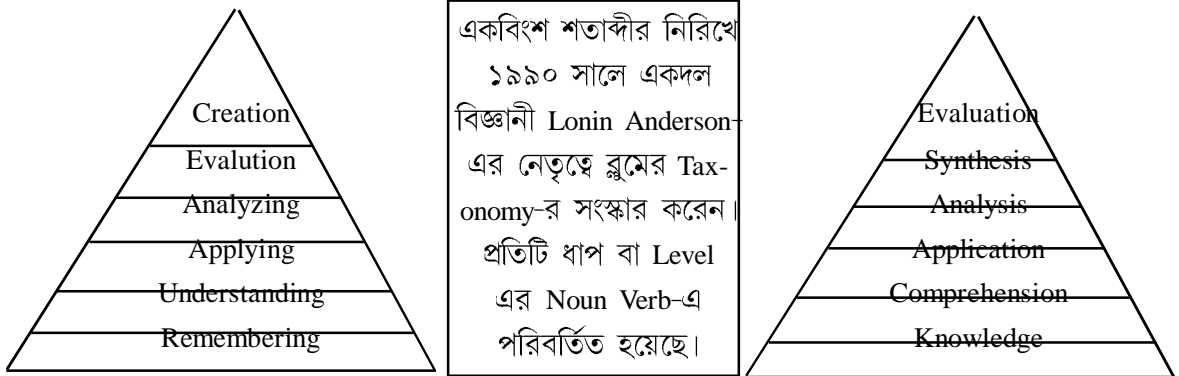 Creation
Evalution
Analyzing
Applying
Understanding
Remembering
একবিংশ শতাব্দীর নিরিখে
১৯৯০ সালে একদল
বিজ্ঞানী Lonin Anderson-
এর নেতৃত্বে ব্লুমের Tax-
onomy-র সংস্কার করেন।
প্রতিটি ধাপ বা Level
এর Noun Verb-এ
পরিবর্তিত হয়েছে।
Evaluation
Synthesis
Analysis
Application
Comprehension
Knowledge